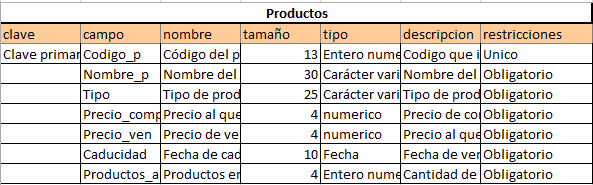 Productos
clave campo nombre tamaño tipo descripcion restricciones
Clave primar Codigo_p Código del p 13 Entero nume Codigo que i Unico
Nombre_p Nombre del 30 Carácter vari Nombre del Obligatorio
Tipo Tipo de prod 25 Carácter vari Tipo de prod Obligatorio
Precio_comp Precio al que 4 numerico Precio de co Obligatorio
Precio_ven Precio de ve 4 numerico Precio al que Obligatorio
Caducidad Fecha de cad 10 Fecha Fecha de ver Obligatorio
Productos_a Productos er 4 Entero nume Cantidad de Obligatorio